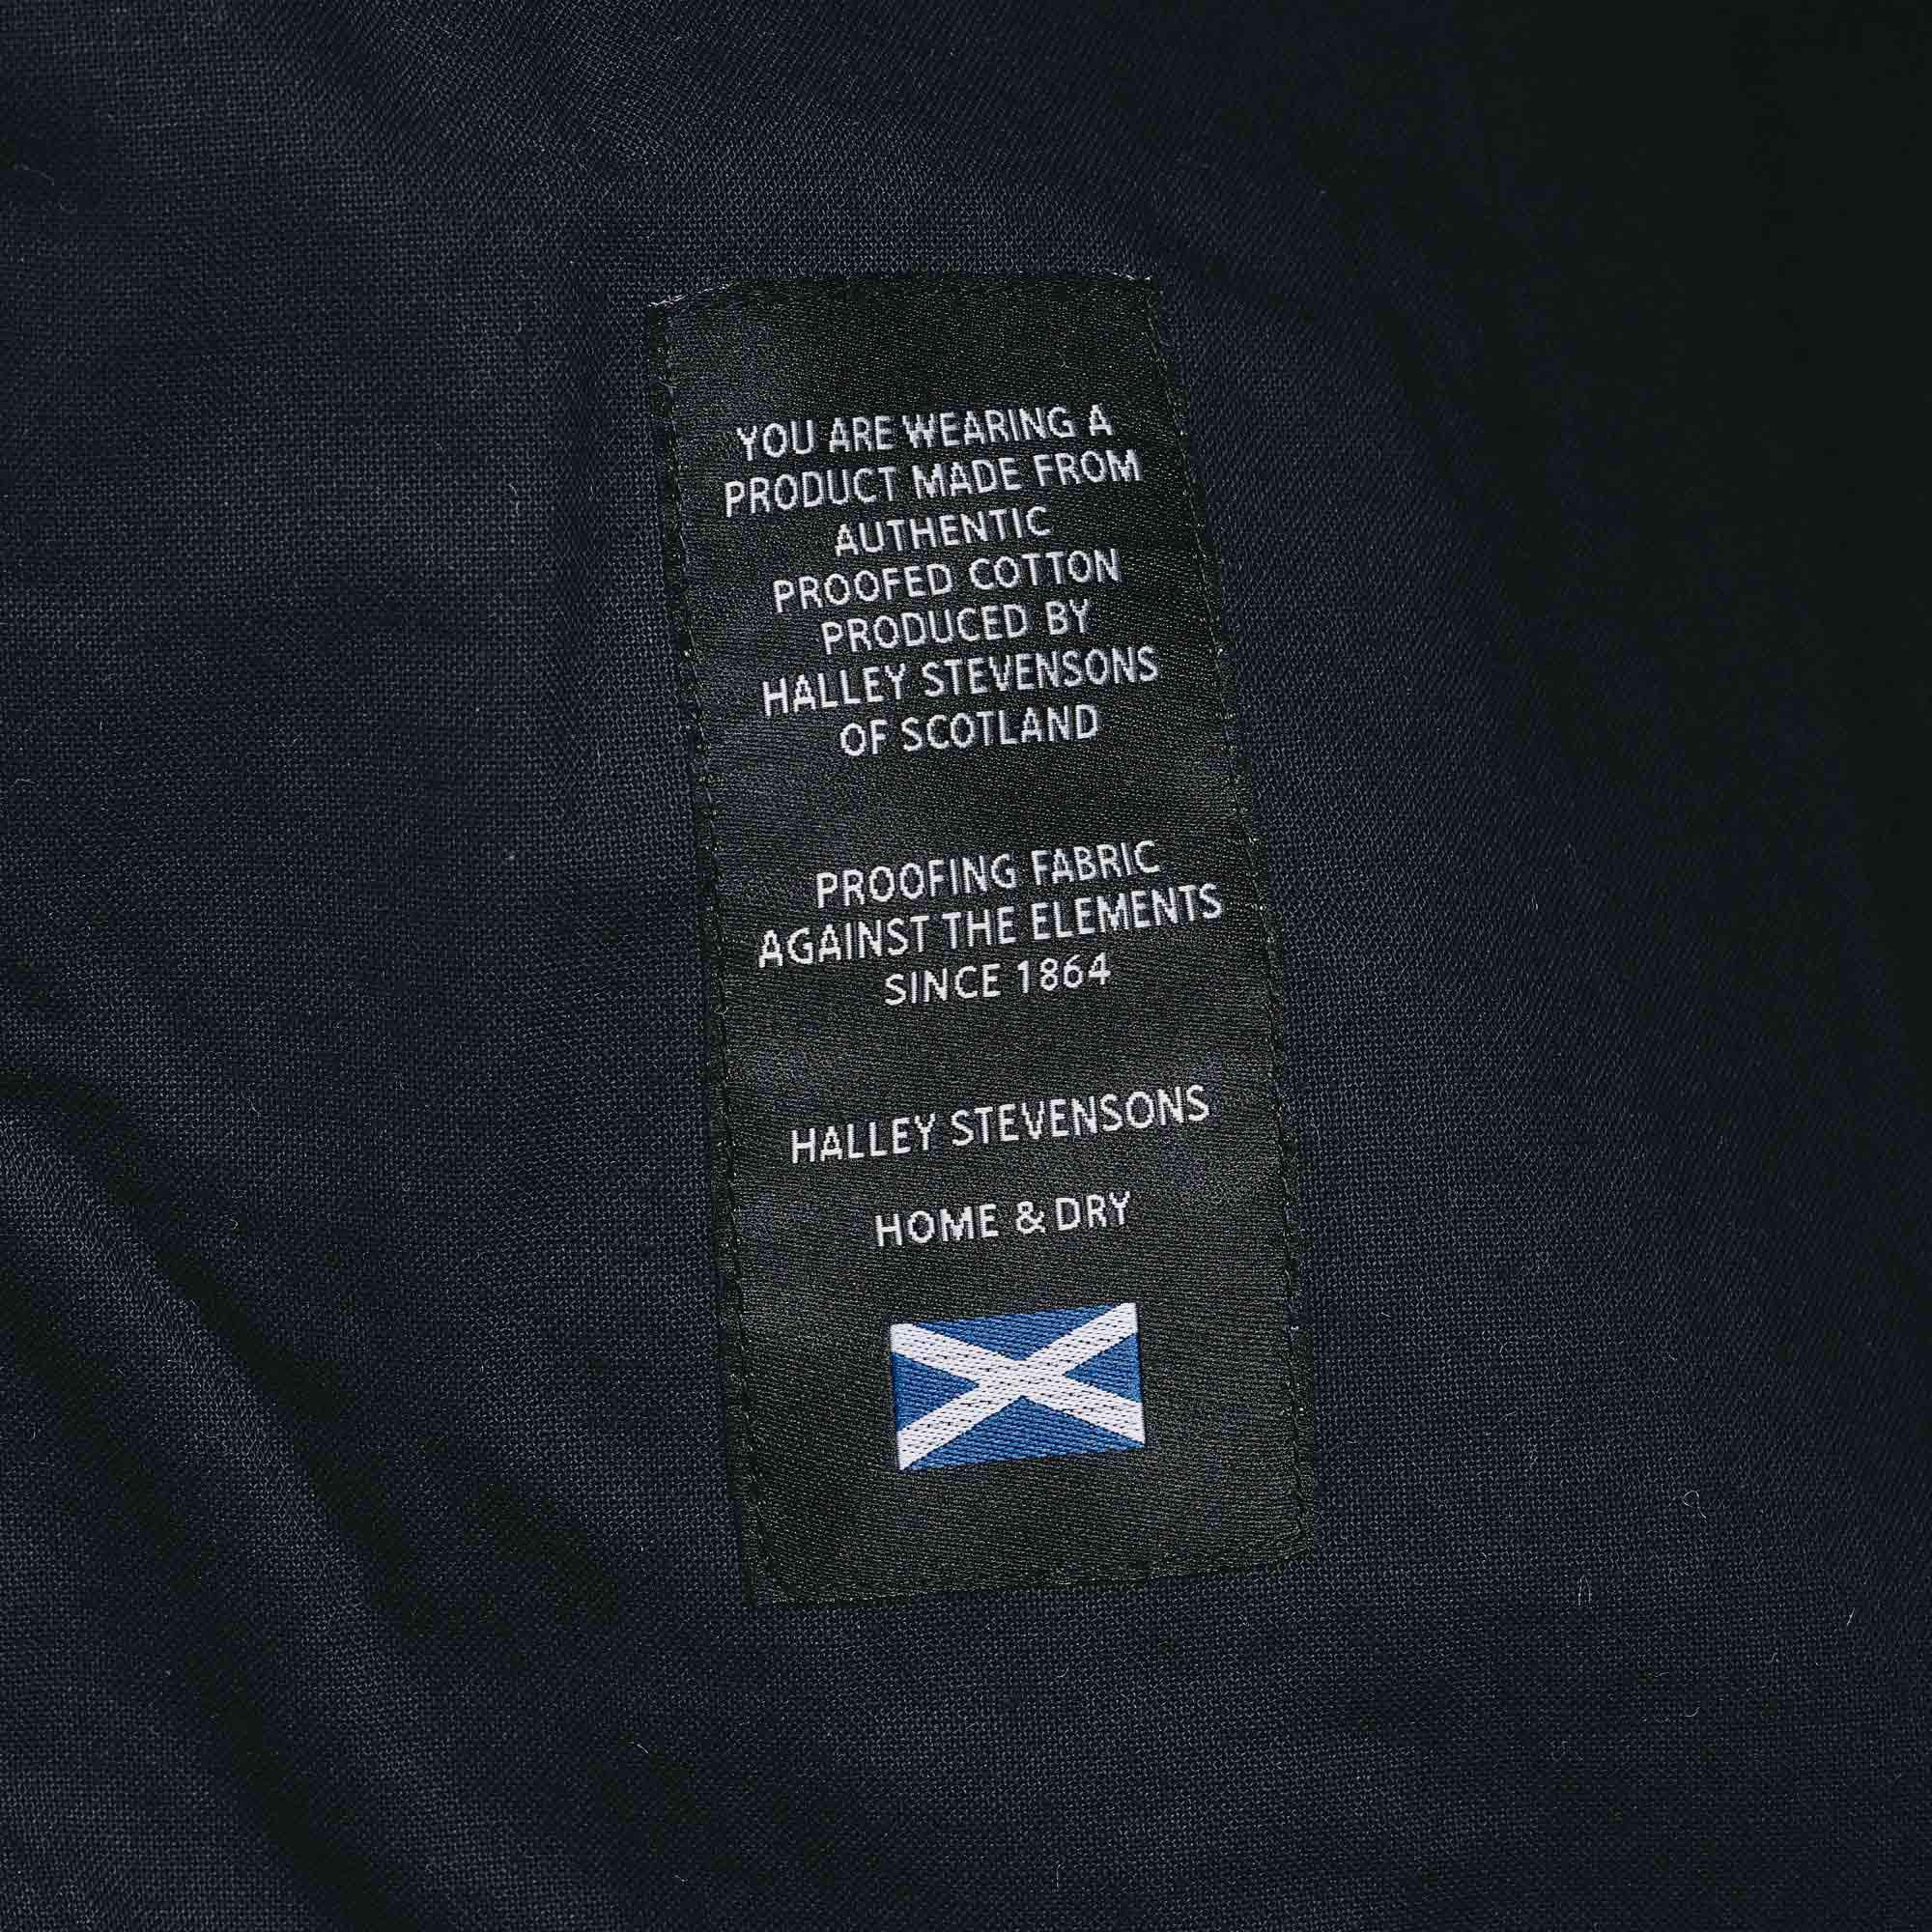 YOU ARE WEARING A
PRODUCT MADE FROM
AUTHENTIC
PROOFED COTTON
PRODUCED BY
HALLEY STEVENSONS
OF SCOTLAND
PROOFING FABRIC
AGAINST THE ELEMENTS
SINCE 1864
HALLEY STEVENSONS
HOME & DRY